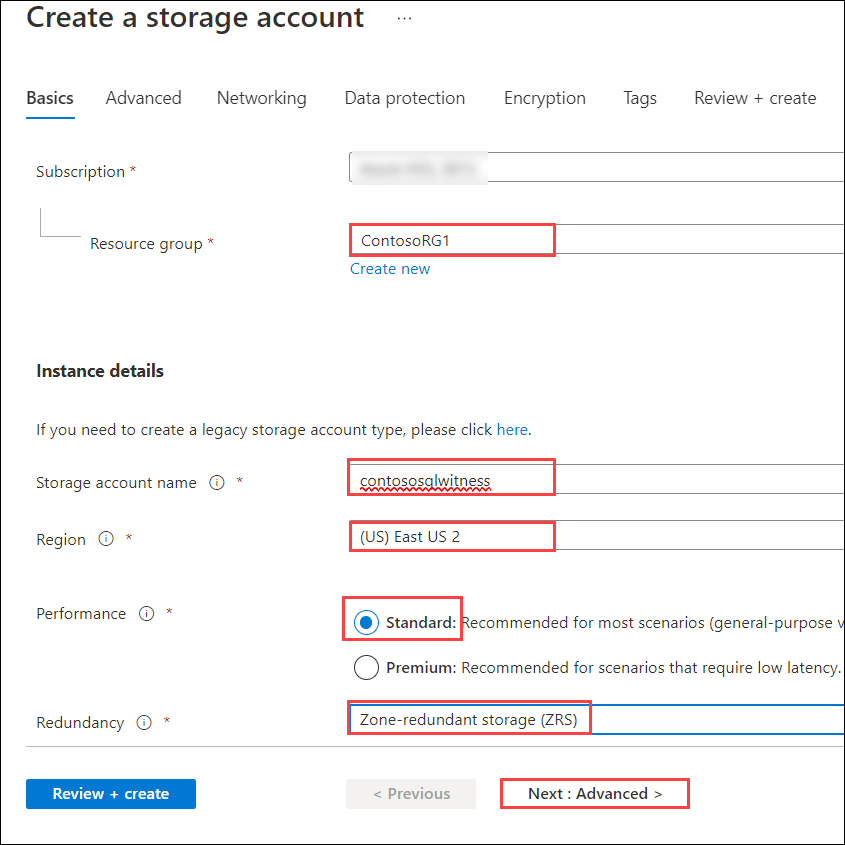 Create a storage account ...
Basics Advanced Networking Data protection Encryption Tags Review + create
Subscription *
Resource group * ContosoRG1
Create new
Instance details
If you need to create a legacy storage account type, please click here.
Storage account name * contososqlwitness
Region * (US) East US 2
Performance * Standard: Recommended for most scenarios (general-purpose v
Premium: Recommended for scenarios that require low latency.
Redundancy * Zone-redundant storage (ZRS)
Review + create < Previous Next : Advanced >